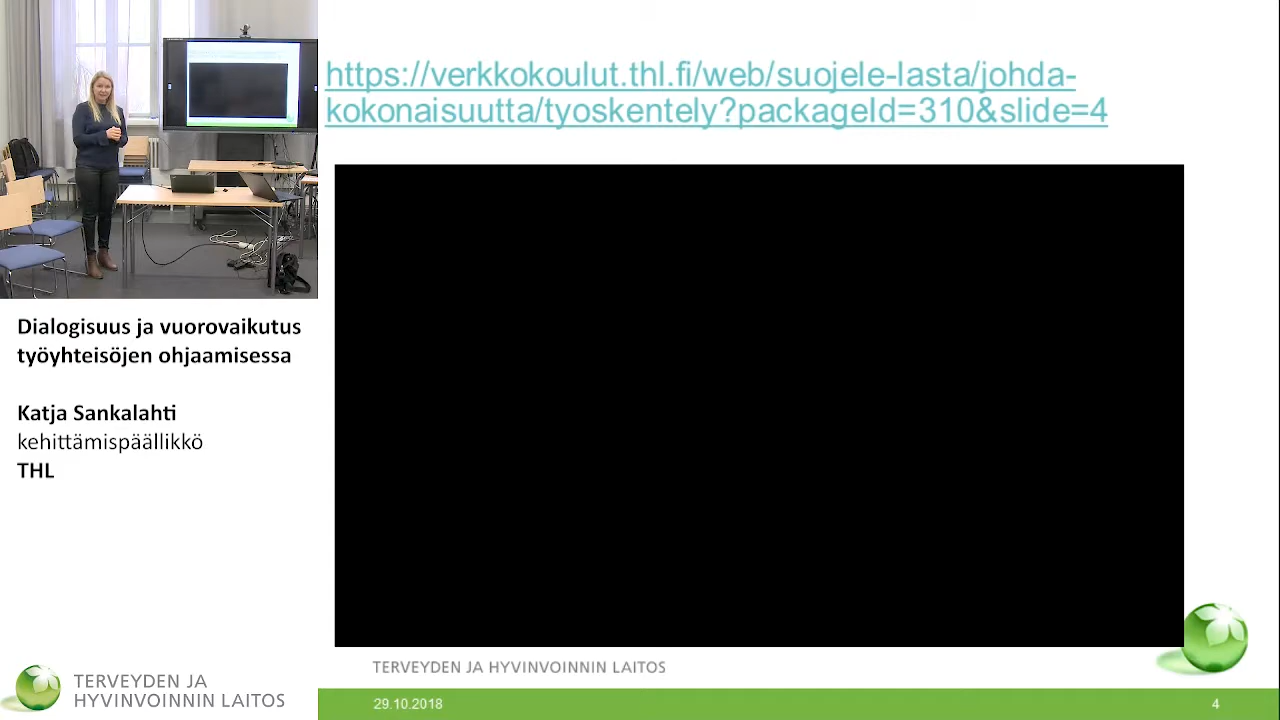 https://verkkokoulut.thl.fi/web/suojele-lasta/johda-
kokonaisuutta/tyoskentely?packageId=310&slide=4
Dialogisuus ja vuorovaikutus
työyhteisöjen ohjaamisessa
Katja Sankalahti
kehittämispäällikkö
THL
TERVEYDEN JA
HYVINVOINNIN LAITOS
TERVEYDEN JA HYVINVOINNIN LAITOS
29.10.2018
4